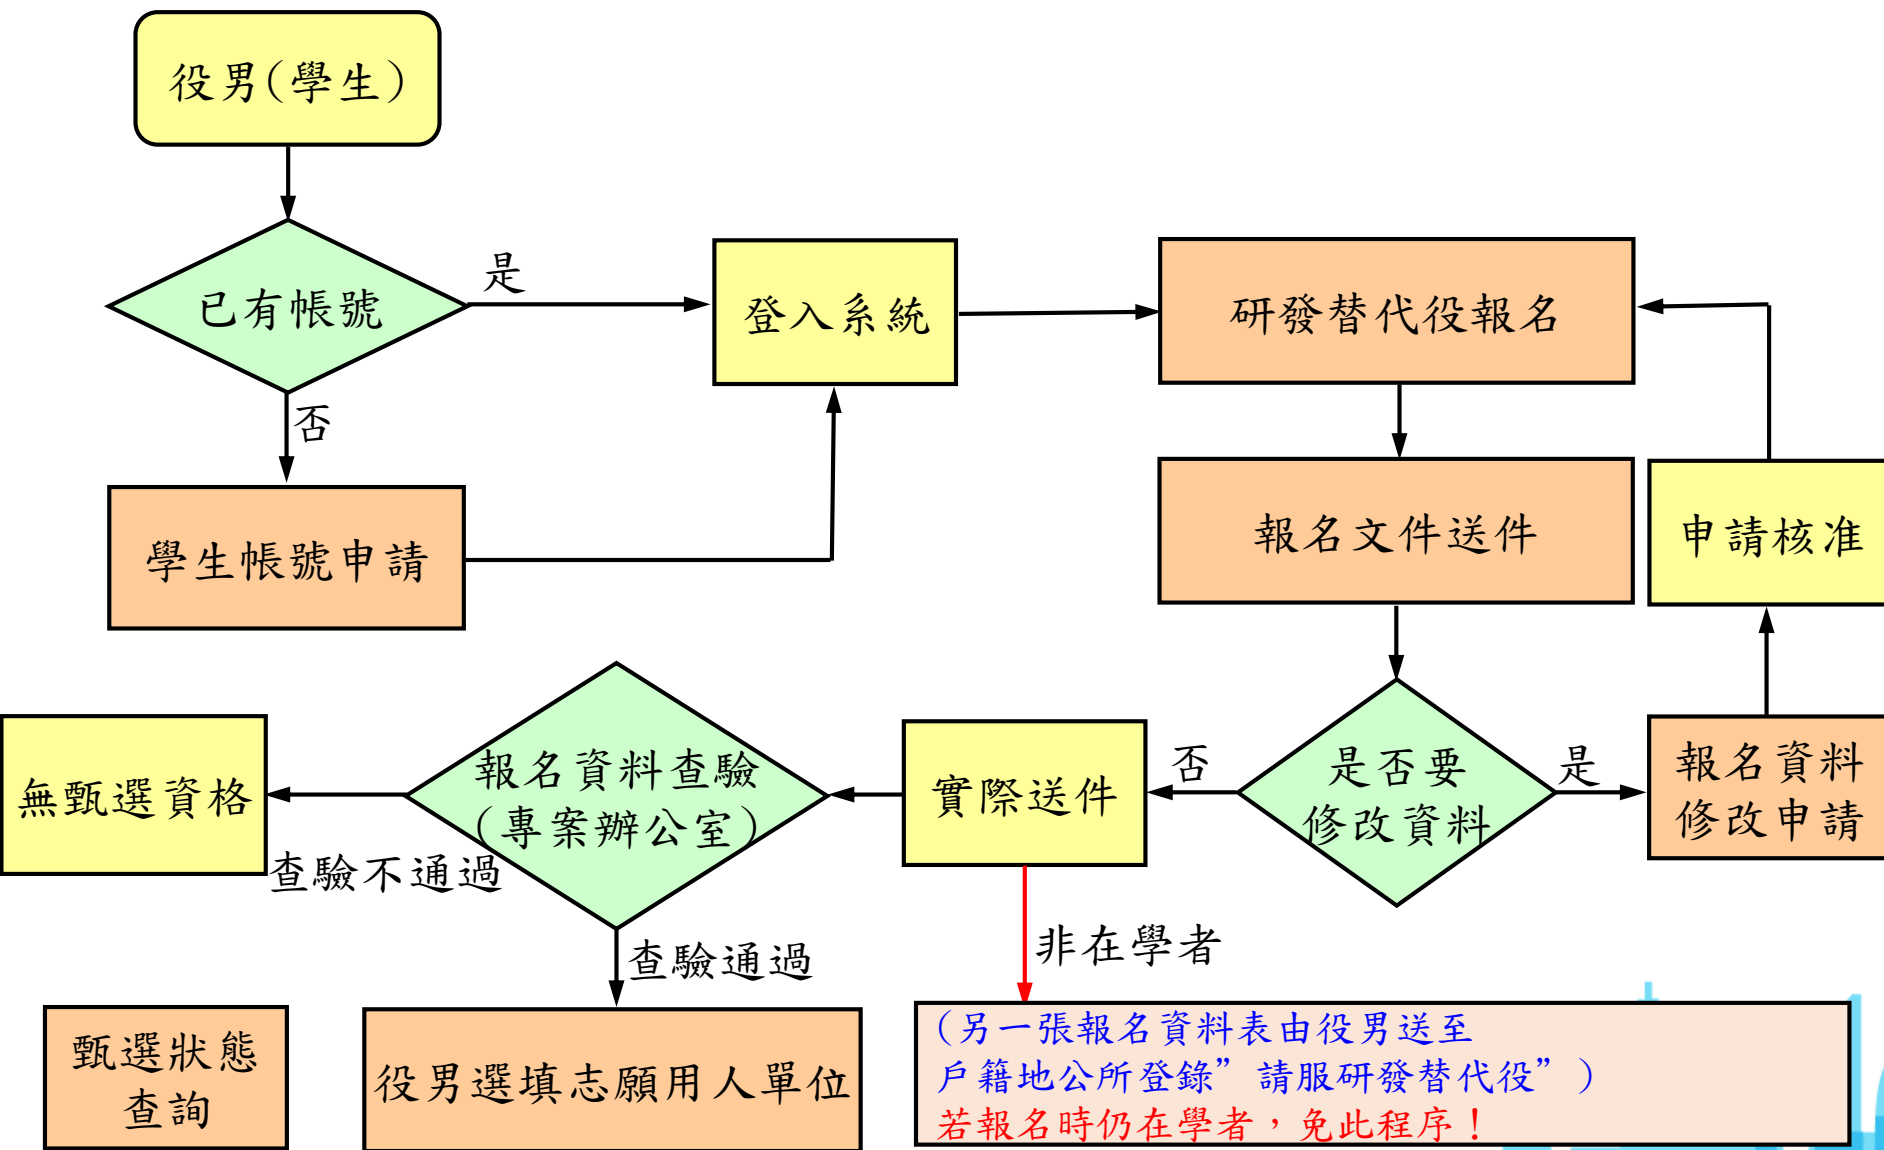 役男(學生)
已有帳號
是
登入系統
研發替代役報名
否
學生帳號申請
報名文件送件
申請核准
無甄選資格
報名資料查驗
(專案辦公室)
實際送件
否
是否要
修改資料
是
報名資料
修改申請
查驗不通過
查驗通過
非在學者
甄選狀態
查詢
役男選填志願用人單位
(另一張報名資料表由役男送至
戶籍地公所登錄”請服研發替代役”)
若報名時仍在學者，免此程序！